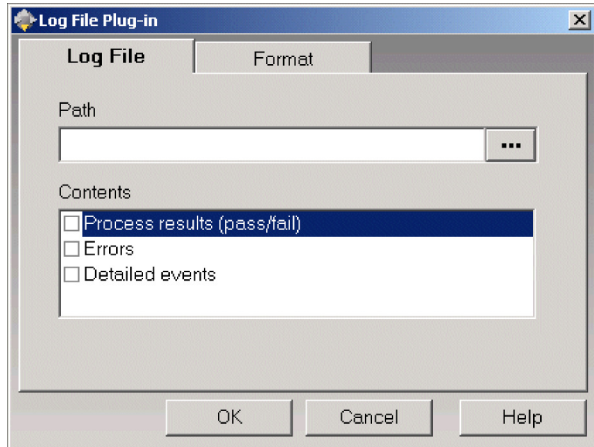 Log File Plug-in
Log File Format
Path
...
Contents
Process results (pass/fail)
Errors
Detailed events
OK Cancel Help